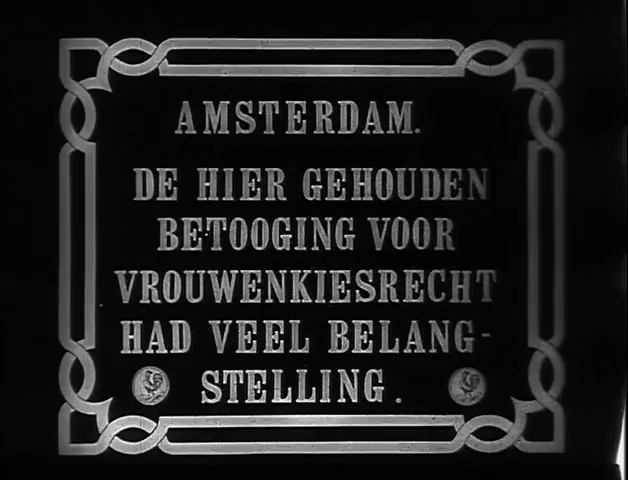 AMSTERDAM.
DE HIER GEHOUDEN
BETOOGING VOOR
VROUWENKIESRECHT
HAD VEEL BELANG-
STELLING.